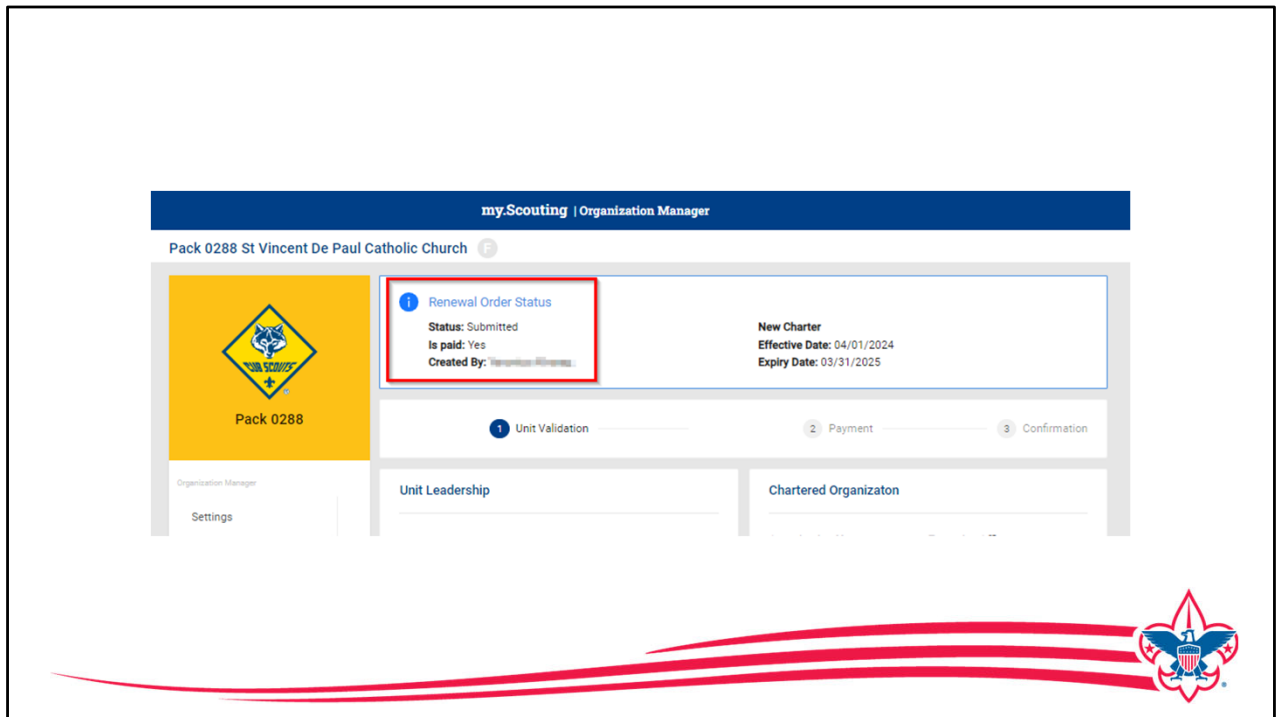 my.Scouting | Organization Manager
Pack 0288 St Vincent De Paul Catholic Church F
CUB SCOUTS
Pack 0288
Organization Manager
Settings
i Renewal Order Status
Status: Submitted
Is paid: Yes
Created By:
New Charter
Effective Date: 04/01/2024
Expiry Date: 03/31/2025
1 Unit Validation
2 Payment
3 Confirmation
Unit Leadership
Chartered Organizaton